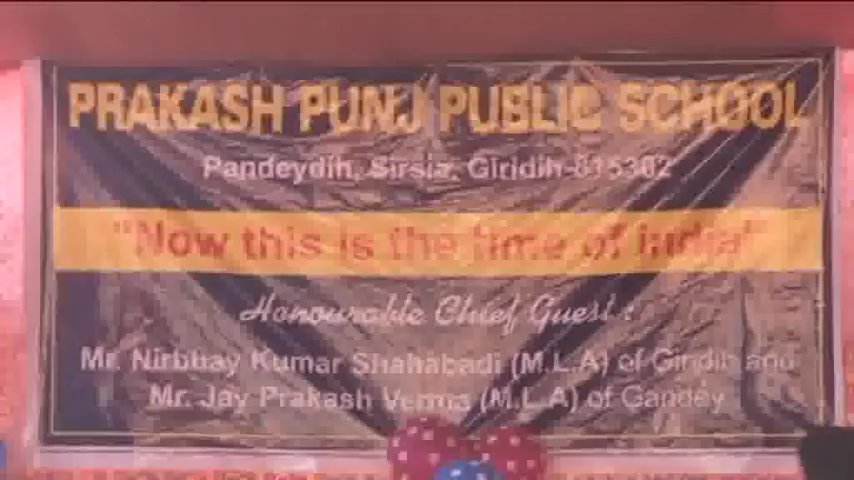 PRAKASH PUNJ PUBLIC SCHOOL
Pandeydih, Sirsia, Giridih-815302
"Now this is the time of india"
Honourable Chief Guest :
Mr. Nirbhay Kumar Shahabadi (M.L.A) of Giridih and
Mr. Jay Prakash Verma (M.L.A) of Gandey